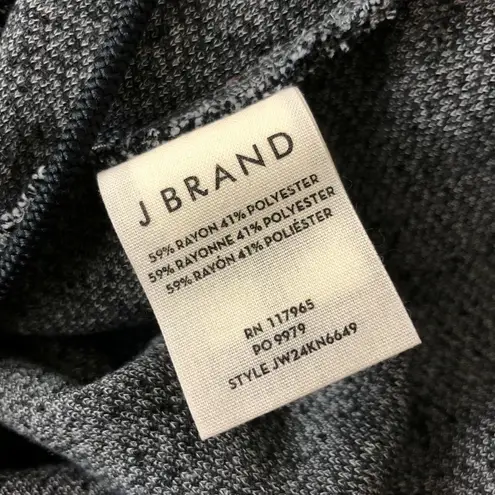 J BRAND
59% RAYON 41% POLYESTER
59% RAYONNE 41% POLYESTER
59% RAYÓN 41% POLIÉSTER
RN 117965
PO 9979
STYLE JW24KN6649